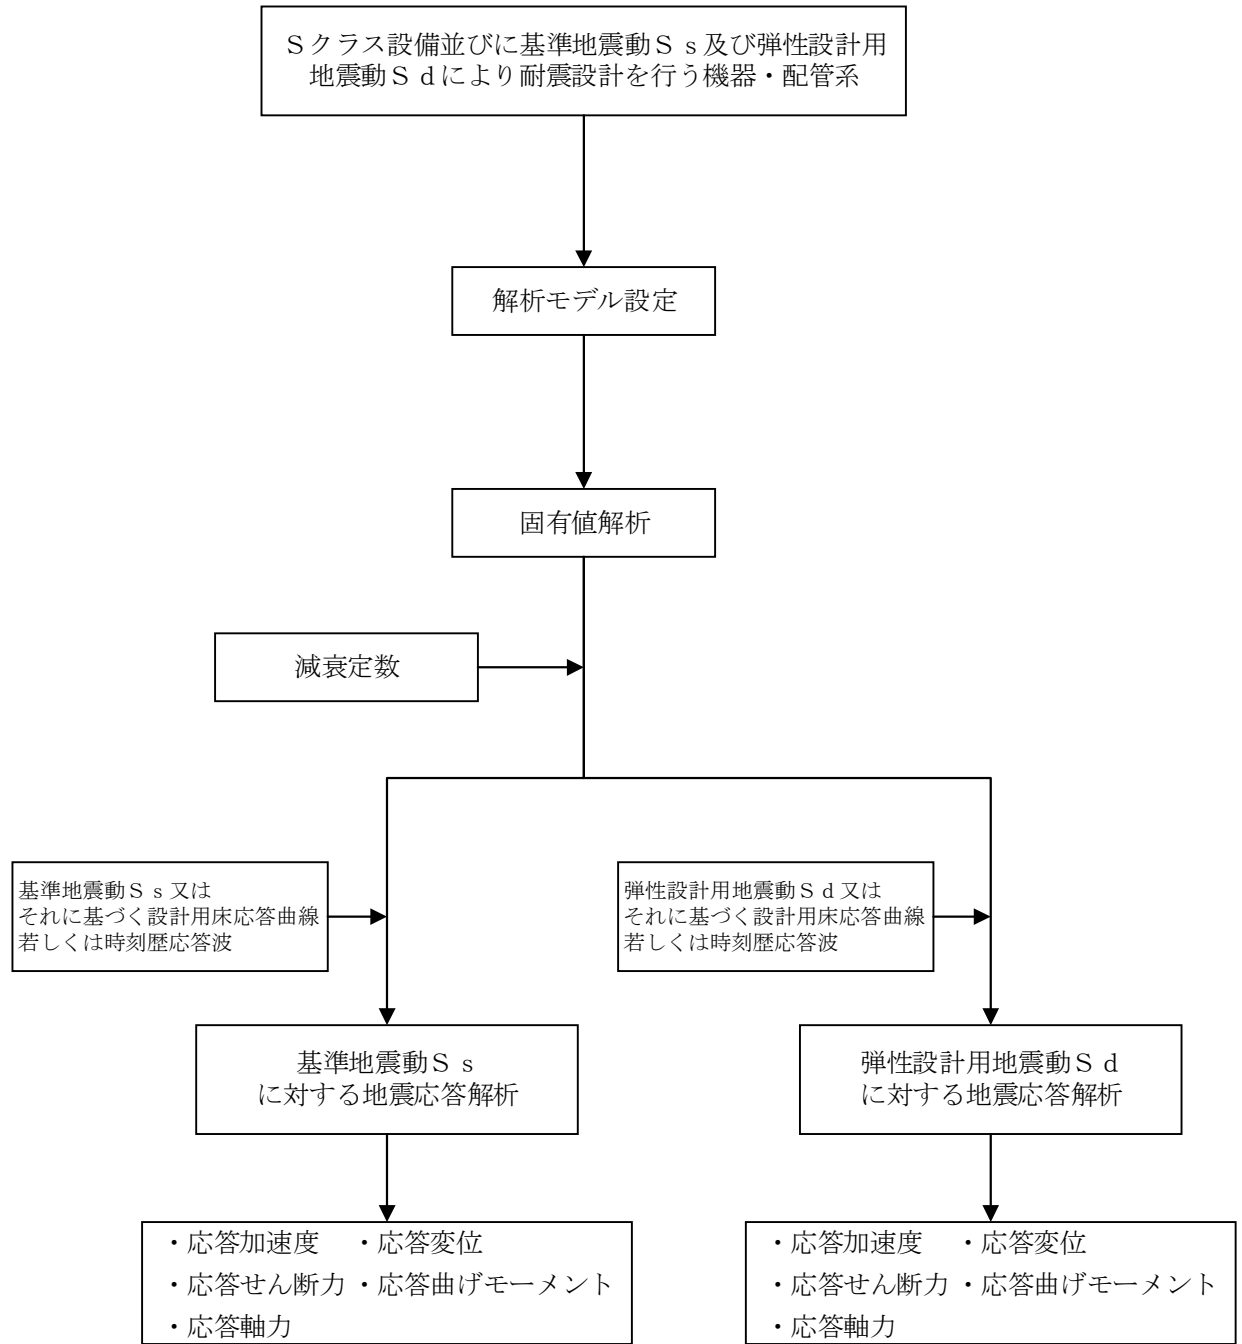 Sクラス設備並びに基準地震動Ss及び弾性設計用
地震動Sdにより耐震設計を行う機器・配管系
解析モデル設定
固有値解析
減衰定数
基準地震動Ss又は
それに基づく設計用床応答曲線
若しくは時刻歴応答波
弾性設計用地震動Sd又は
それに基づく設計用床応答曲線
若しくは時刻歴応答波
基準地震動Ss
に対する地震応答解析
弾性設計用地震動Sd
に対する地震応答解析
・応答加速度 ・応答変位
・応答せん断力 ・応答曲げモーメント
・応答軸力
・応答加速度 ・応答変位
・応答せん断力 ・応答曲げモーメント
・応答軸力